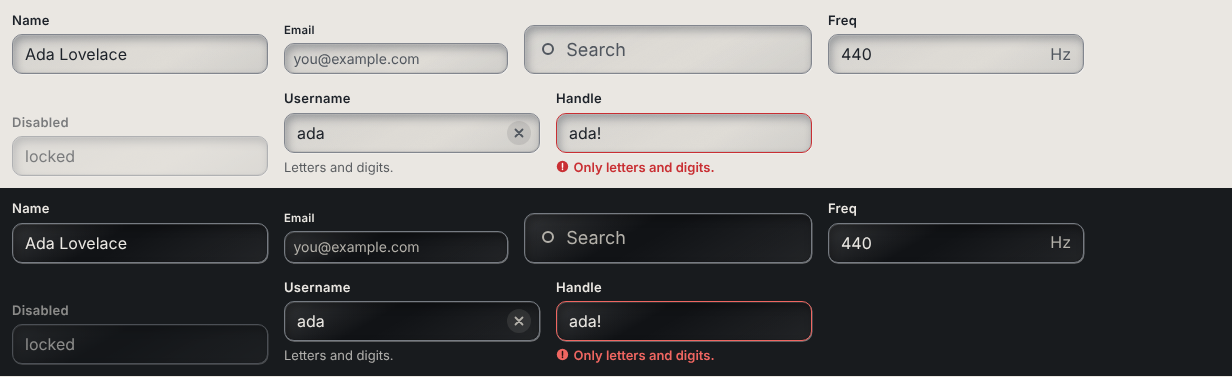 Name
Ada Lovelace
Email
you@example.com
Search
Freq
440 Hz
Disabled
locked
Username
ada
Letters and digits.
Handle
ada!
Only letters and digits.
Name
Ada Lovelace
Email
you@example.com
Search
Freq
440 Hz
Disabled
locked
Username
ada
Letters and digits.
Handle
ada!
Only letters and digits.